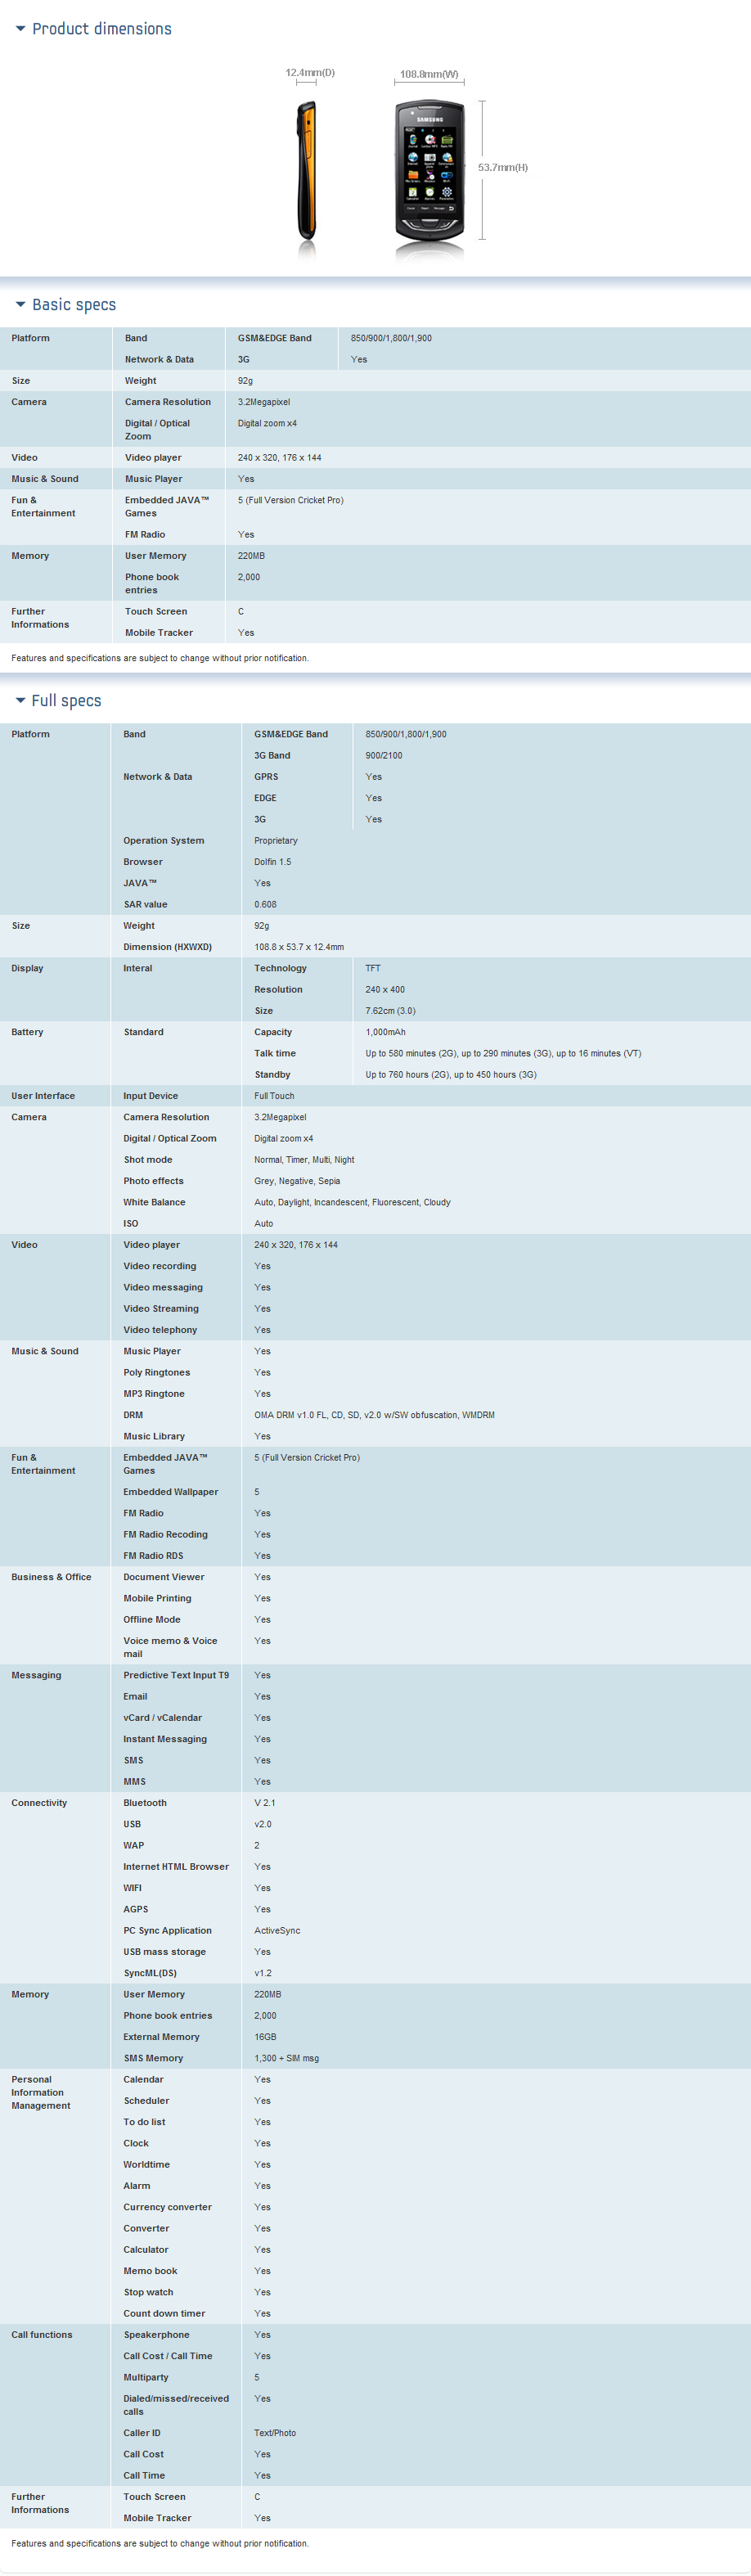 Product dimensions
12.4mm(D)
108.8mm(W)
SAMSUNG
53.7mm(H)
Basic specs
Platform Band GSM&EDGE Band 850/900/1,800/1,900
Network & Data 3G Yes
Size Weight 92g
Camera Camera Resolution 3.2Megapixel
Digital / Optical Digital zoom x4
Zoom
Video Video player 240 x 320, 176 x 144
Music & Sound Music Player Yes
Fun & Embedded JAVA™ 5 (Full Version Cricket Pro)
Entertainment Games
FM Radio Yes
Memory User Memory 220MB
Phone book 2,000
entries
Further Touch Screen C
Informations
Mobile Tracker Yes
Features and specifications are subject to change without prior notification.
Full specs
Platform Band GSM&EDGE Band 850/900/1,800/1,900
3G Band 900/2100
Network & Data GPRS Yes
EDGE Yes
3G Yes
Operation System Proprietary
Browser Dolfin 1.5
JAVA™ Yes
SAR value 0.608
Size Weight 92g
Dimension (HXWXD) 108.8 x 53.7 x 12.4mm
Display Interal Technology TFT
Resolution 240 x 400
Size 7.62cm (3.0)
Battery Standard Capacity 1,000mAh
Talk time Up to 580 minutes (2G), up to 290 minutes (3G), up to 16 minutes (VT)
Standby Up to 760 hours (2G), up to 450 hours (3G)
User Interface Input Device Full Touch
Camera Camera Resolution 3.2Megapixel
Digital / Optical Zoom Digital zoom x4
Shot mode Normal, Timer, Multi, Night
Photo effects Grey, Negative, Sepia
White Balance Auto, Daylight, Incandescent, Fluorescent, Cloudy
ISO Auto
Video Video player 240 x 320, 176 x 144
Video recording Yes
Video messaging Yes
Video Streaming Yes
Video telephony Yes
Music & Sound Music Player Yes
Poly Ringtones Yes
MP3 Ringtone Yes
DRM OMA DRM v1.0 FL, CD, SD, v2.0 w/SW obfuscation, WMDRM
Music Library Yes
Fun & Embedded JAVA™ 5 (Full Version Cricket Pro)
Entertainment Games
Embedded Wallpaper 5
FM Radio Yes
FM Radio Recoding Yes
FM Radio RDS Yes
Business & Office Document Viewer Yes
Mobile Printing Yes
Offline Mode Yes
Voice memo & Voice Yes
mail
Messaging Predictive Text Input T9 Yes
Email Yes
vCard / vCalendar Yes
Instant Messaging Yes
SMS Yes
MMS Yes
Connectivity Bluetooth V 2.1
USB v2.0
WAP 2
Internet HTML Browser Yes
WIFI Yes
AGPS Yes
PC Sync Application ActiveSync
USB mass storage Yes
SyncML(DS) v1.2
Memory User Memory 220MB
Phone book entries 2,000
External Memory 16GB
SMS Memory 1,300 + SIM msg
Personal Calendar Yes
Information
Management
Scheduler Yes
To do list Yes
Clock Yes
Worldtime Yes
Alarm Yes
Currency converter Yes
Converter Yes
Calculator Yes
Memo book Yes
Stop watch Yes
Count down timer Yes
Call functions Speakerphone Yes
Call Cost / Call Time Yes
Multiparty 5
Dialed/missed/received Yes
calls
Caller ID Text/Photo
Call Cost Yes
Call Time Yes
Further Touch Screen C
Informations
Mobile Tracker Yes
Features and specifications are subject to change without prior notification.